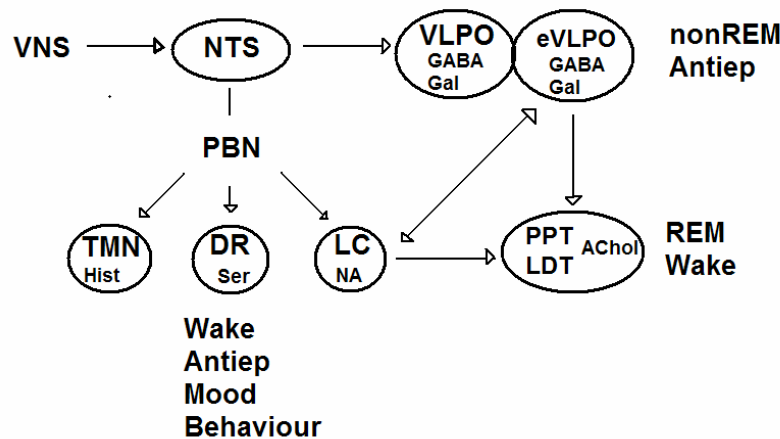 VNS
NTS
VLPO
GABA
Gal
eVLPO
GABA
Gal
nonREM
Antiep
PBN
TMN
Hist
DR
Ser
LC
NA
PPT
LDT
AChol
REM
Wake
Wake
Antiep
Mood
Behaviour